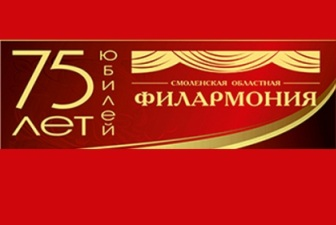 75
лет
ЮБИЛЕЙ
СМОЛЕНСКАЯ ОБЛАСТНАЯ
ФИЛАРМОНИЯ